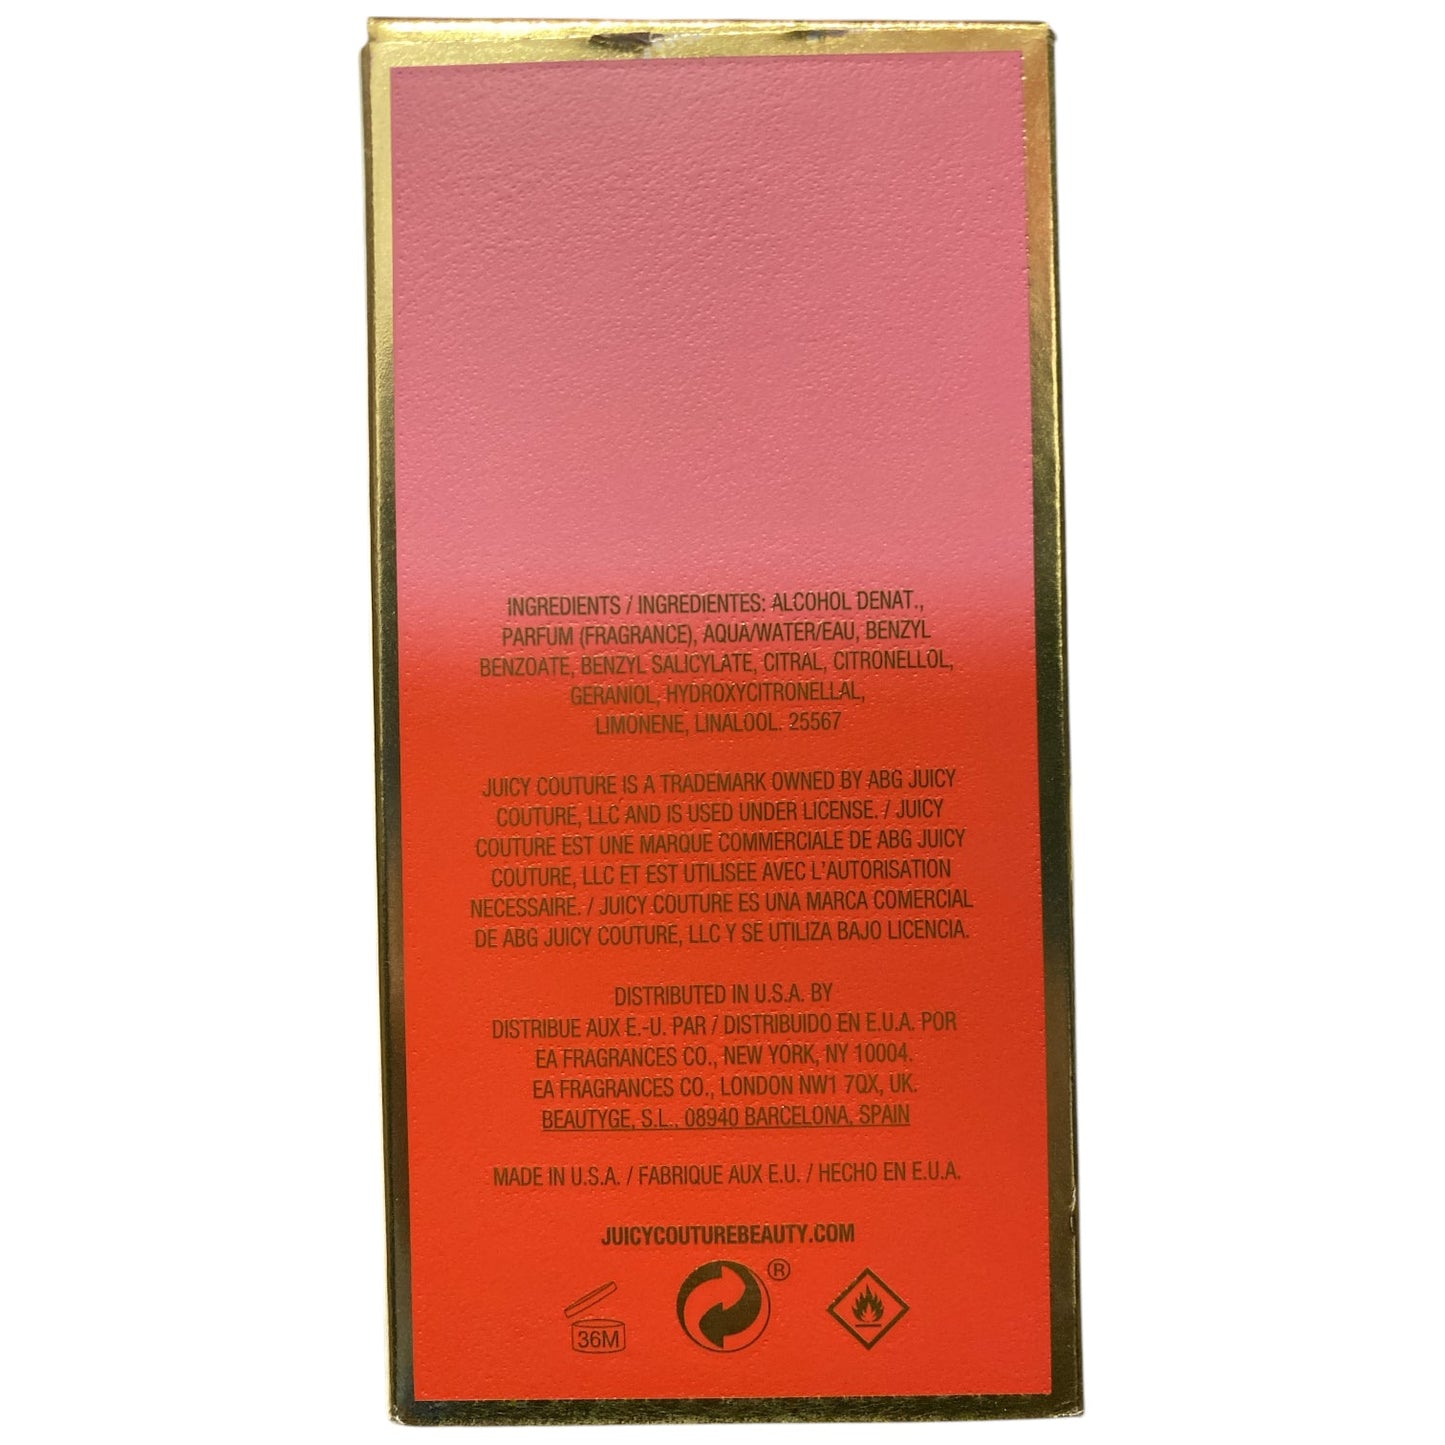 INGREDIENTS / INGREDIENTES: ALCOHOL DENAT.,
PARFUM (FRAGRANCE), AQUA/WATER/EAU, BENZYL
BENZOATE, BENZYL SALICYLATE, CITRAL, CITRONELLOL,
GERANIOL, HYDROXYCITRONELLAL,
LIMONENE, LINALOOL. 25567
JUICY COUTURE IS A TRADEMARK OWNED BY ABG JUICY
COUTURE, LLC AND IS USED UNDER LICENSE. / JUICY
COUTURE EST UNE MARQUE COMMERCIALE DE ABG JUICY
COUTURE, LLC ET EST UTILISEE AVEC L'AUTORISATION
NECESSAIRE. / JUICY COUTURE ES UNA MARCA COMERCIAL
DE ABG JUICY COUTURE, LLC Y SE UTILIZA BAJO LICENCIA.
DISTRIBUTED IN U.S.A. BY
DISTRIBUE AUX E.-U. PAR / DISTRIBUIDO EN E.U.A. POR
EA FRAGRANCES CO., NEW YORK, NY 10004.
EA FRAGRANCES CO., LONDON NW1 7QX, UK.
BEAUTYGE, S.L., 08940 BARCELONA, SPAIN
MADE IN U.S.A. / FABRIQUE AUX E.U. / HECHO EN E.U.A.
JUICYCOUTUREBEAUTY.COM
36M ®